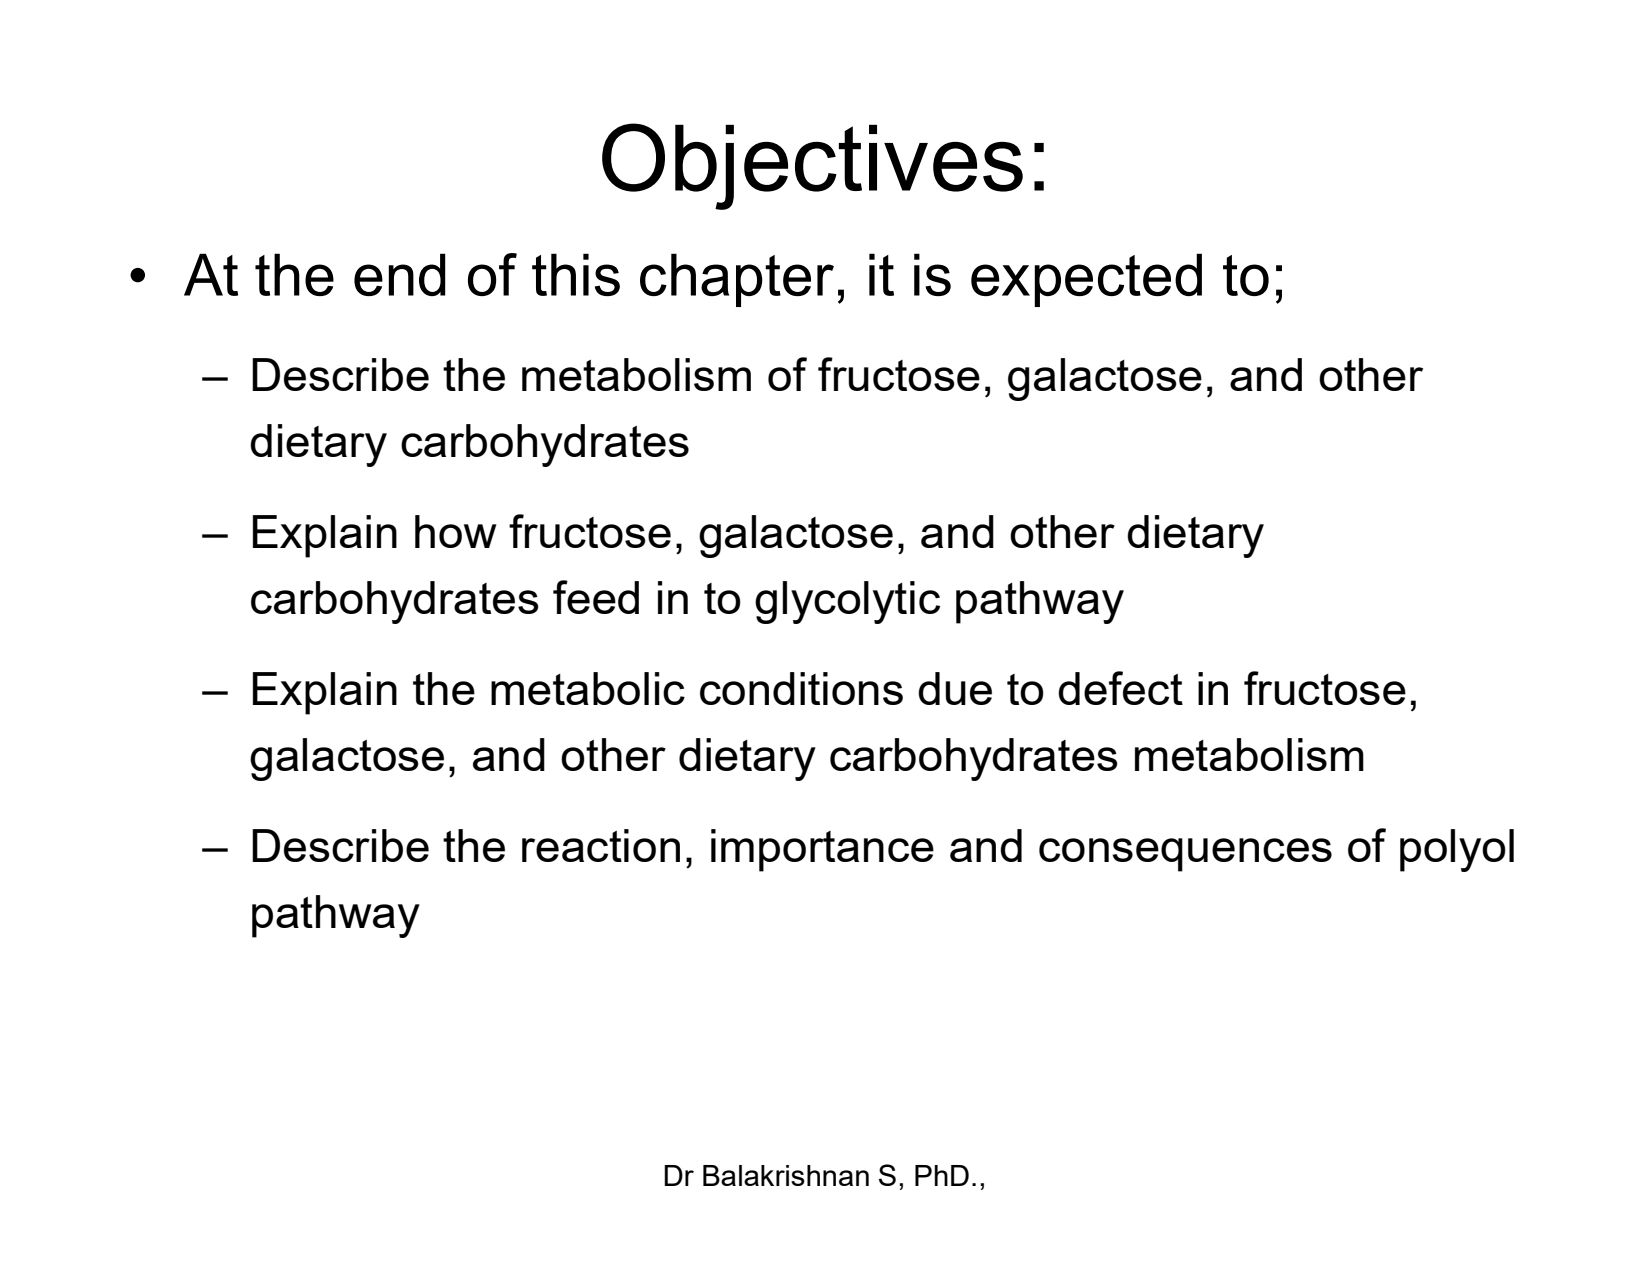 Objectives:
• At the end of this chapter, it is expected to;
– Describe the metabolism of fructose, galactose, and other
dietary carbohydrates
– Explain how fructose, galactose, and other dietary
carbohydrates feed in to glycolytic pathway
– Explain the metabolic conditions due to defect in fructose,
galactose, and other dietary carbohydrates metabolism
– Describe the reaction, importance and consequences of polyol
pathway
Dr Balakrishnan S, PhD.,